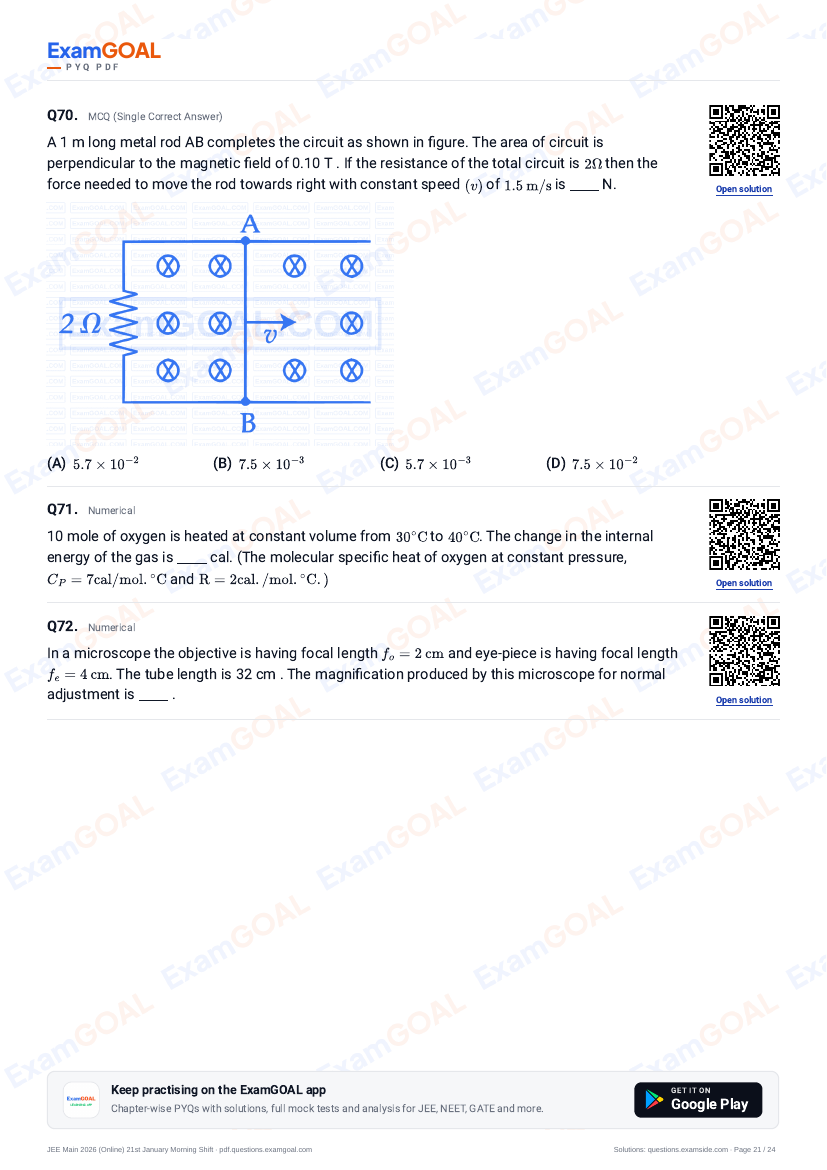 ExamGOAL
PYQ PDF
Q70. MCQ (Single Correct Answer)
A 1 m long metal rod AB completes the circuit as shown in figure. The area of circuit is
perpendicular to the magnetic field of 0.10 T . If the resistance of the total circuit is 2Ω then the
force needed to move the rod towards right with constant speed (v) of 1.5 m/s is ____ N.
Open solution
A
2 Ω
v
B
ExamGOAL.COM
(A) 5.7 × 10⁻² (B) 7.5 × 10⁻³ (C) 5.7 × 10⁻³ (D) 7.5 × 10⁻²
Q71. Numerical
10 mole of oxygen is heated at constant volume from 30°C to 40°C. The change in the internal
energy of the gas is ____ cal. (The molecular specific heat of oxygen at constant pressure,
C_P = 7cal/mol. °C and R = 2cal. /mol. °C. )
Open solution
Q72. Numerical
In a microscope the objective is having focal length f_o = 2 cm and eye-piece is having focal length
f_e = 4 cm. The tube length is 32 cm . The magnification produced by this microscope for normal
adjustment is ____ .
Open solution
ExamGOAL
Keep practising on the ExamGOAL app
Chapter-wise PYQs with solutions, full mock tests and analysis for JEE, NEET, GATE and more.
GET IT ON
Google Play
JEE Main 2026 (Online) 21st January Morning Shift · pdf.questions.examgoal.com
Solutions: questions.examside.com · Page 21 / 24